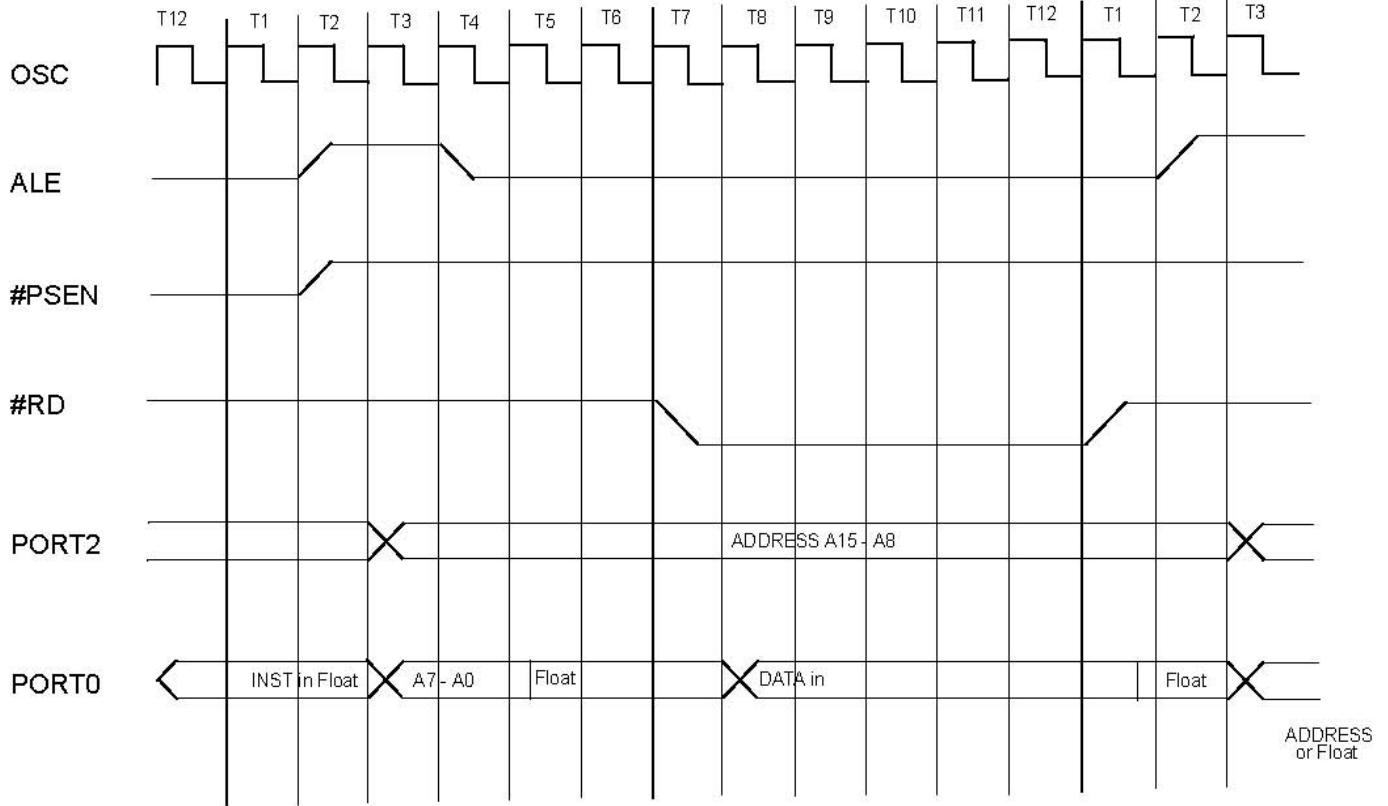 T12 T1 T2 T3 T4 T5 T6 T7 T8 T9 T10 T11 T12 T1 T2 T3
OSC
ALE
#PSEN
#RD
PORT2 ADDRESS A15 - A8
PORT0 INST in Float A7 - A0 Float DATA in Float
ADDRESS
or Float